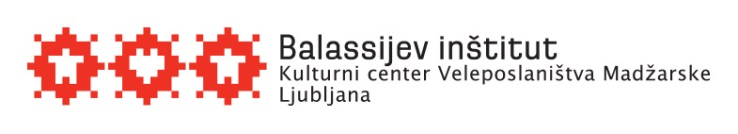 Balassijev inštitut
Kulturni center Veleposlaništva Madžarske
Ljubljana